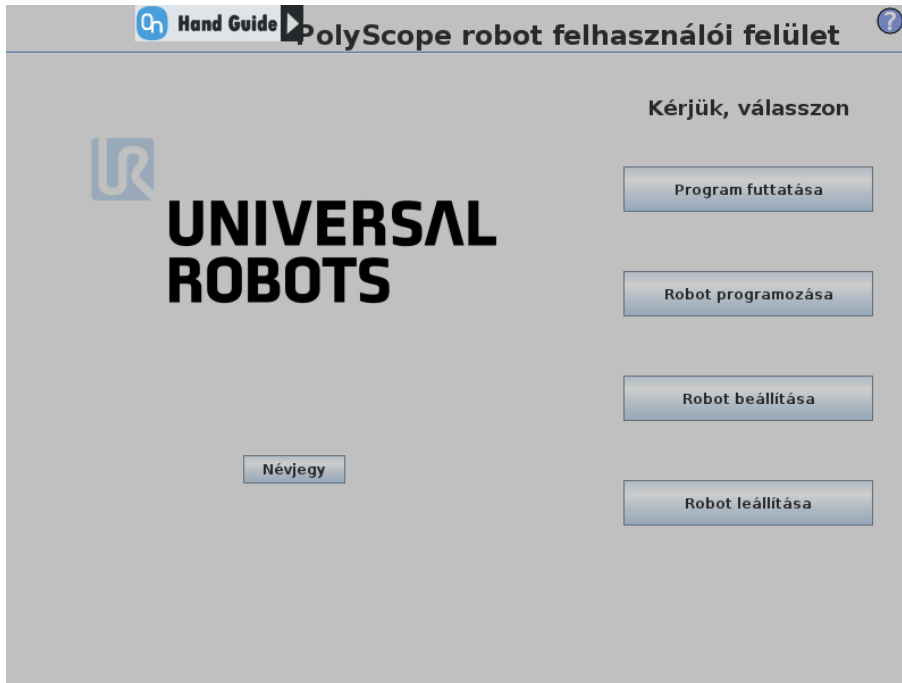 Hand Guide
PolyScope robot felhasználói felület
?
Kérjük, válasszon
UR
UNIVERSAL
ROBOTS
Program futtatása
Robot programozása
Robot beállítása
Névjegy
Robot leállítása